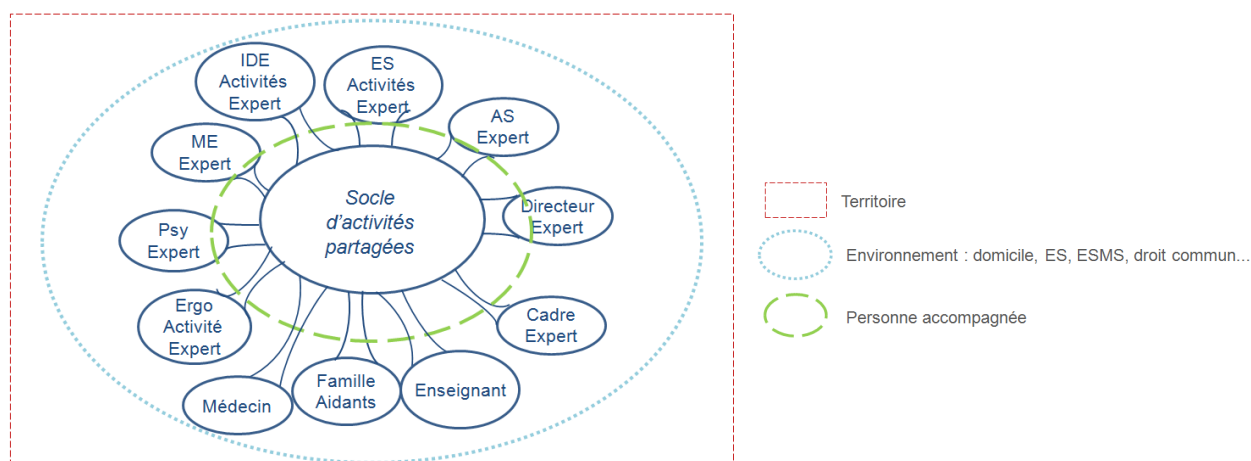 IDE
Activités
Expert
ES
Activités
Expert
AS
Expert
ME
Expert
Socle
d'activités
partagées
Directeur
Expert
Psy
Expert
Ergo
Activité
Expert
Cadre
Expert
Médecin
Famille
Aidants
Enseignant
Territoire
Environnement : domicile, ES, ESMS, droit commun...
Personne accompagnée